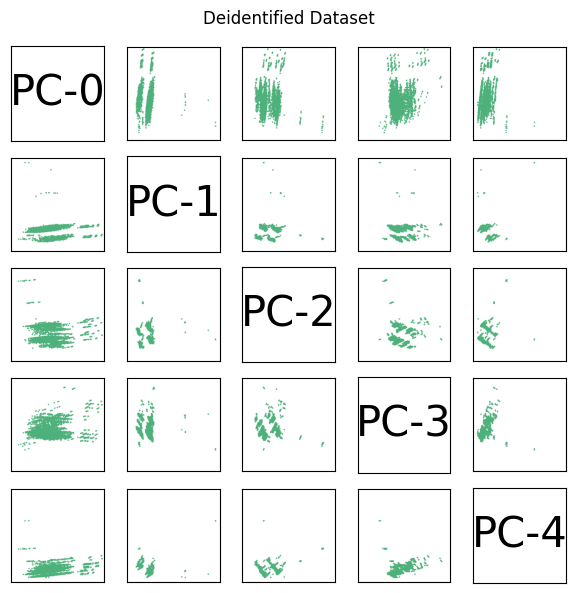 Deidentified Dataset
PC-0
PC-1
PC-2
PC-3
PC-4